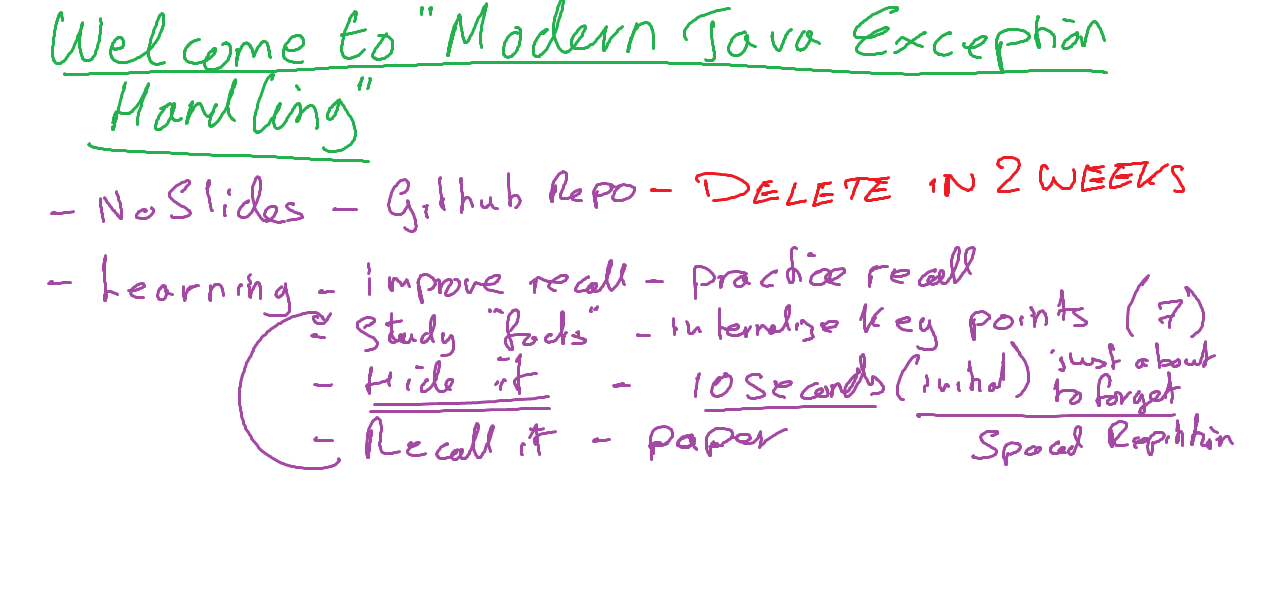 Welcome to "Modern Java Exception
Handling"
- No Slides - Github Repo - DELETE IN 2 WEEKS
- Learning - improve recall - practice recall
- Study "facts" - internalize key points (7)
- Hide it - 10 seconds (initial) just about
to forget
- Recall it - paper
Spaced Repitition